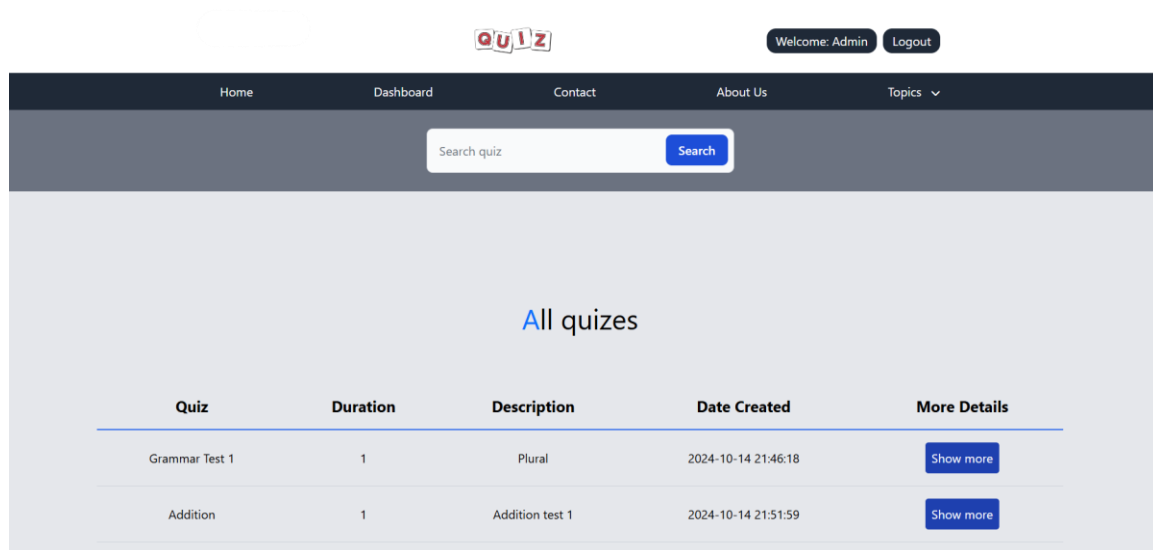 QUIZ
Welcome: Admin Logout
Home Dashboard Contact About Us Topics
Search quiz Search
All quizes
Quiz Duration Description Date Created More Details
Grammar Test 1 1 Plural 2024-10-14 21:46:18 Show more
Addition 1 Addition test 1 2024-10-14 21:51:59 Show more